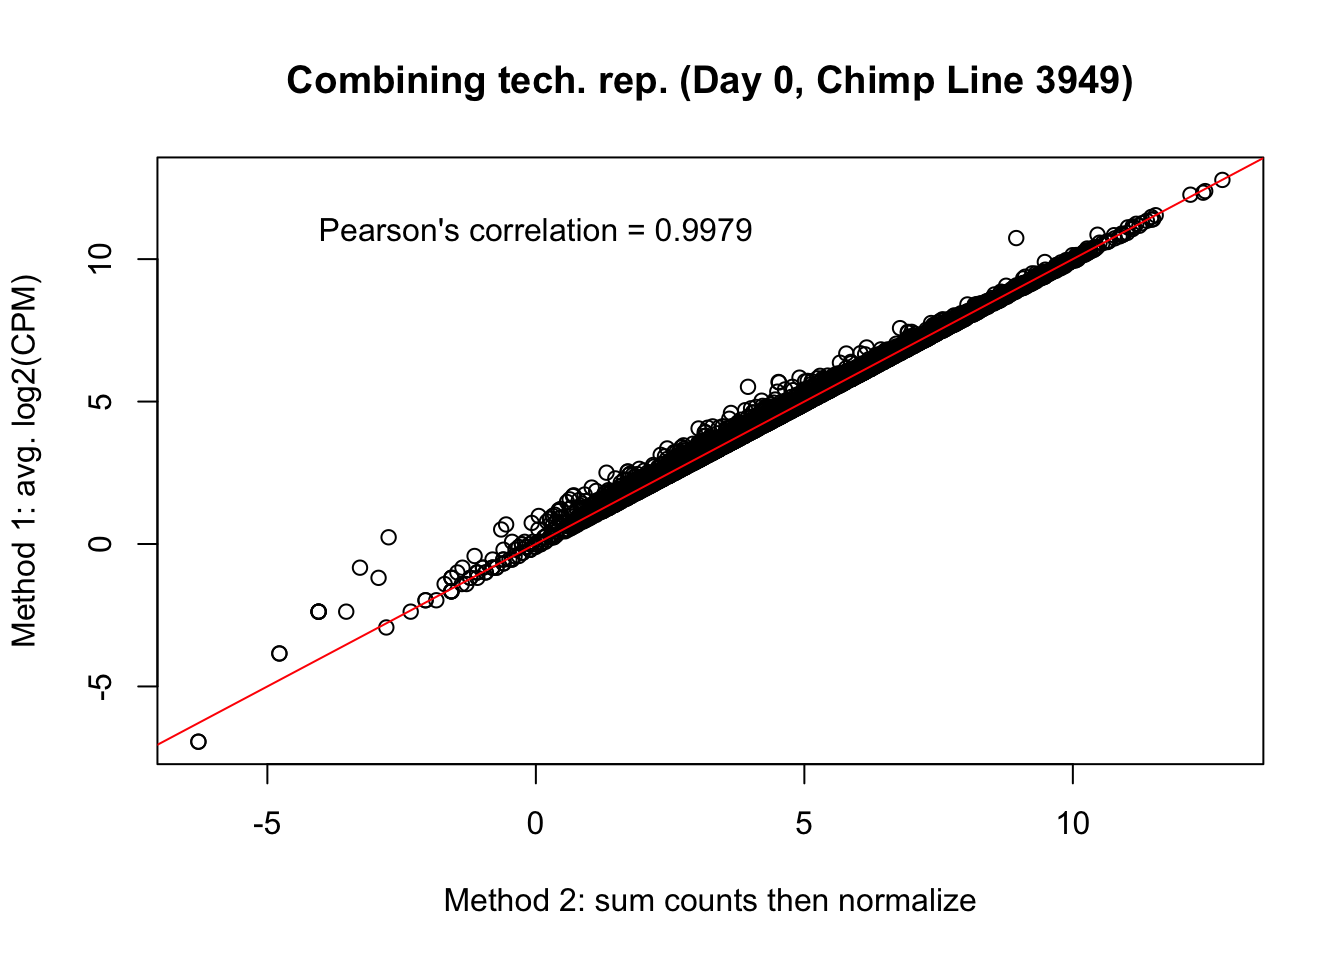 Combining tech. rep. (Day 0, Chimp Line 3949)
Pearson's correlation = 0.9979
Method 1: avg. log2(CPM)
10
5
0
-5
-5 0 5 10
Method 2: sum counts then normalize